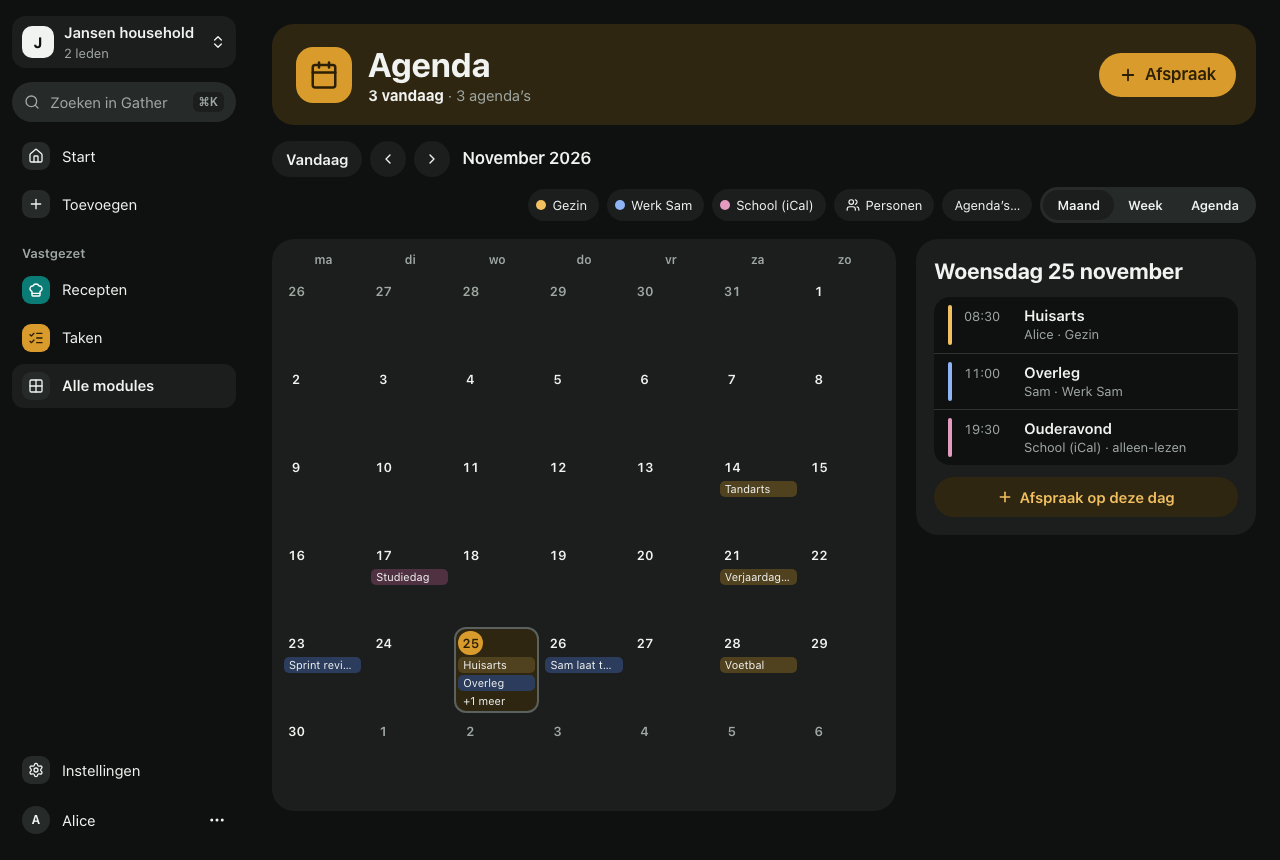 J
Jansen household
2 leden
Zoeken in Gather
⌘K
Start
Toevoegen
Vastgezet
Recepten
Taken
Alle modules
Instellingen
A
Alice
Agenda
3 vandaag · 3 agenda's
Afspraak
Vandaag
November 2026
Gezin
Werk Sam
School (iCal)
Personen
Agenda's...
Maand
Week
Agenda
ma di wo do vr za zo
26 27 28 29 30 31 1
2 3 4 5 6 7 8
9 10 11 12 13 14 15
Tandarts
16 17 18 19 20 21 22
Studiedag Verjaardag...
23 24 25 26 27 28 29
Sprint revi... Huisarts Sam laat t... Voetbal
Overleg
+1 meer
30 1 2 3 4 5 6
Woensdag 25 november
08:30 Huisarts
Alice · Gezin
11:00 Overleg
Sam · Werk Sam
19:30 Ouderavond
School (iCal) · alleen-lezen
Afspraak op deze dag